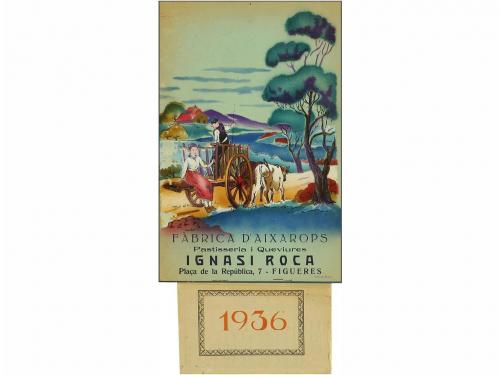 FÀBRICA D'AIXAROPS
Pastisseria i Queviures
IGNASI ROCA
Plaça de la República, 7 - FIGUERES
1936